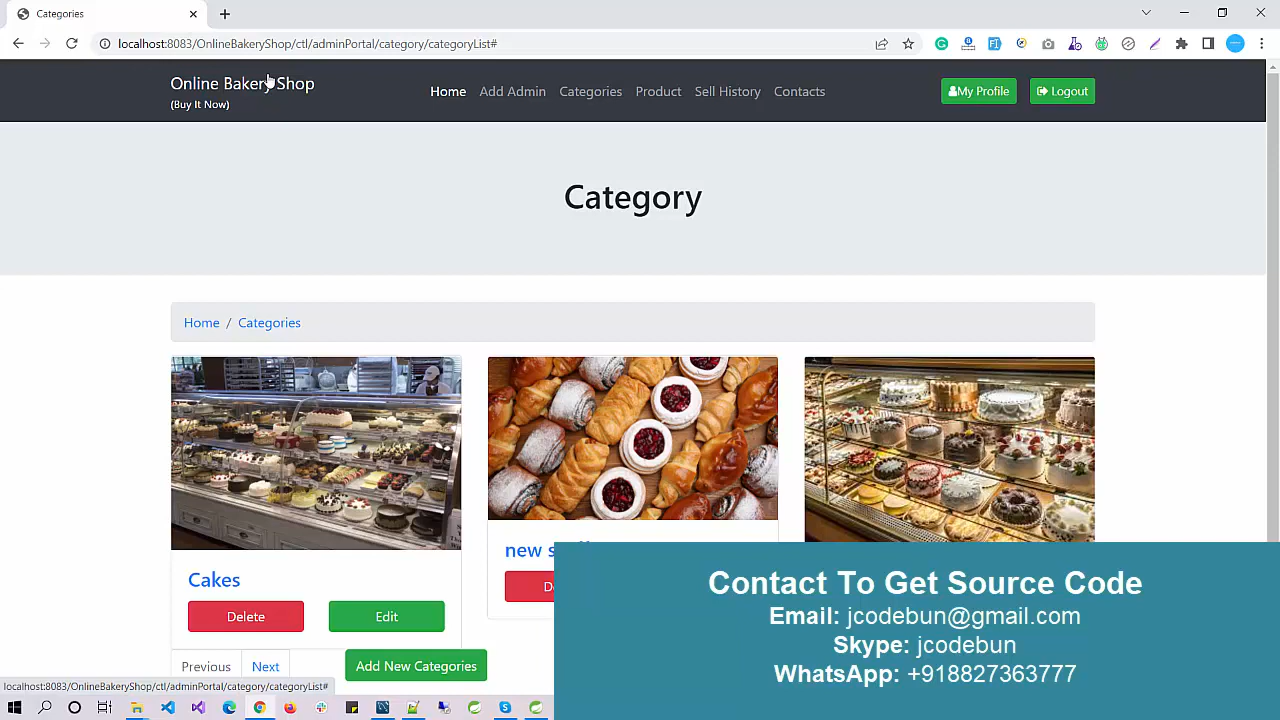 Categories
localhost:8083/OnlineBakeryShop/ctl/adminPortal/category/categoryList#
Online Bakery Shop
(Buy It Now)
Home Add Admin Categories Product Sell History Contacts
My Profile Logout
Category
Home / Categories
Cakes
new
Delete Edit
Previous Next Add New Categories
localhost:8083/OnlineBakeryShop/ctl/adminPortal/category/categoryList#
Contact To Get Source Code
Email: jcodebun@gmail.com
Skype: jcodebun
WhatsApp: +918827363777